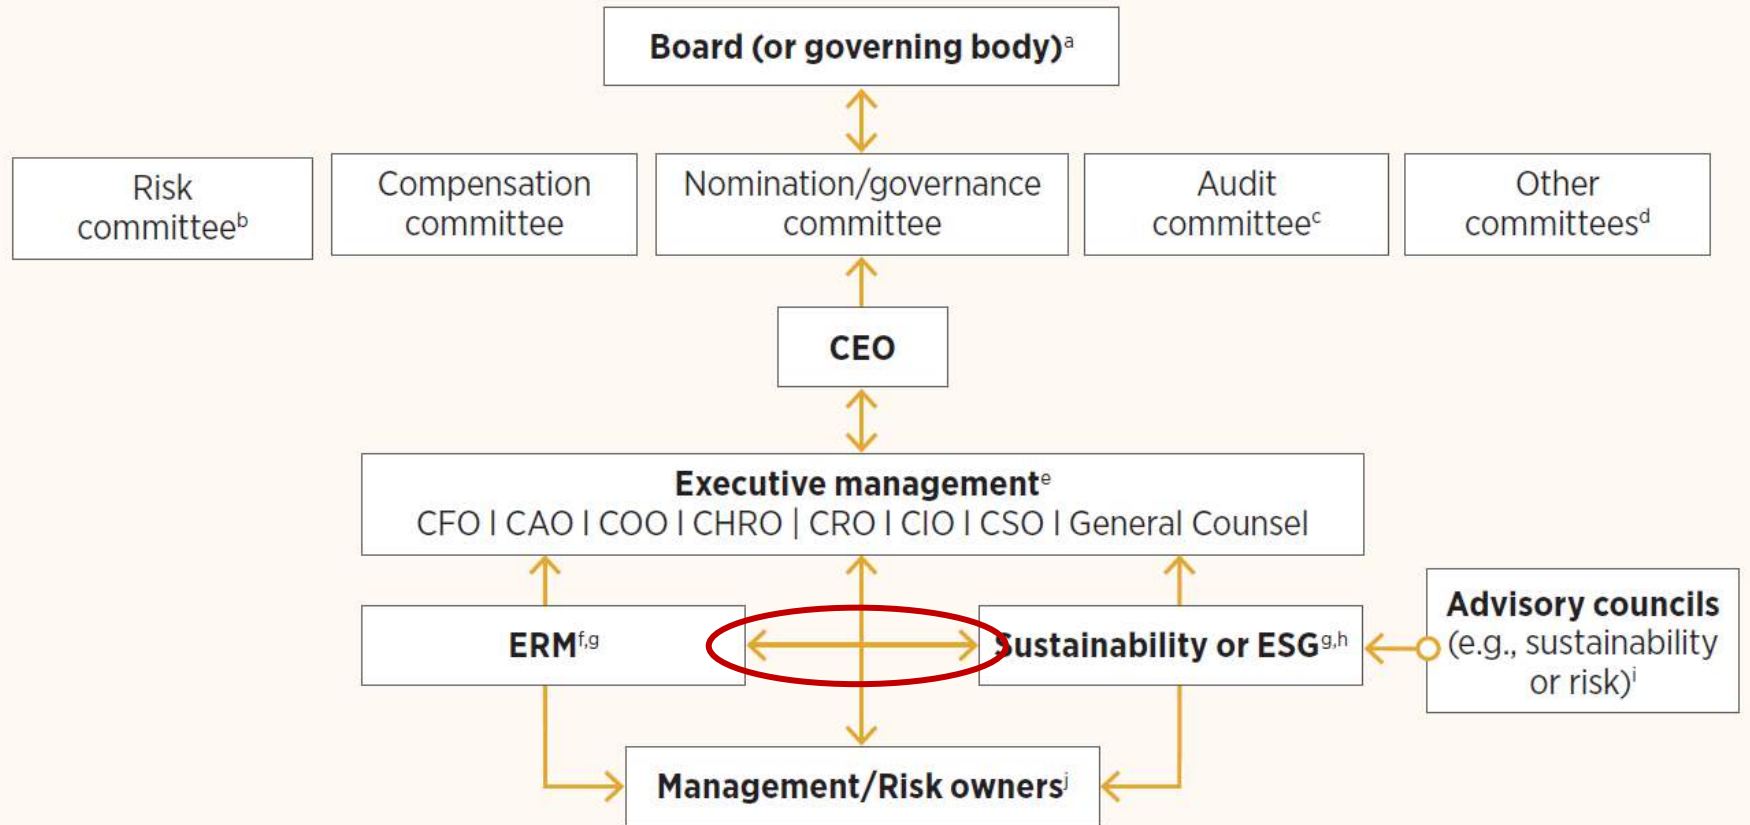 Board (or governing body)ᵃ
Risk
committeeᵇ
Compensation
committee
Nomination/governance
committee
Audit
committeeᶜ
Other
committeesᵈ
CEO
Executive managementᵉ
CFO I CAO I COO I CHRO | CRO I CIO I CSO I General Counsel
ERMᶠ,ᵍ
Sustainability or ESGᵍ,ʰ
Advisory councils
(e.g., sustainability
or risk)ⁱ
Management/Risk ownersʲ